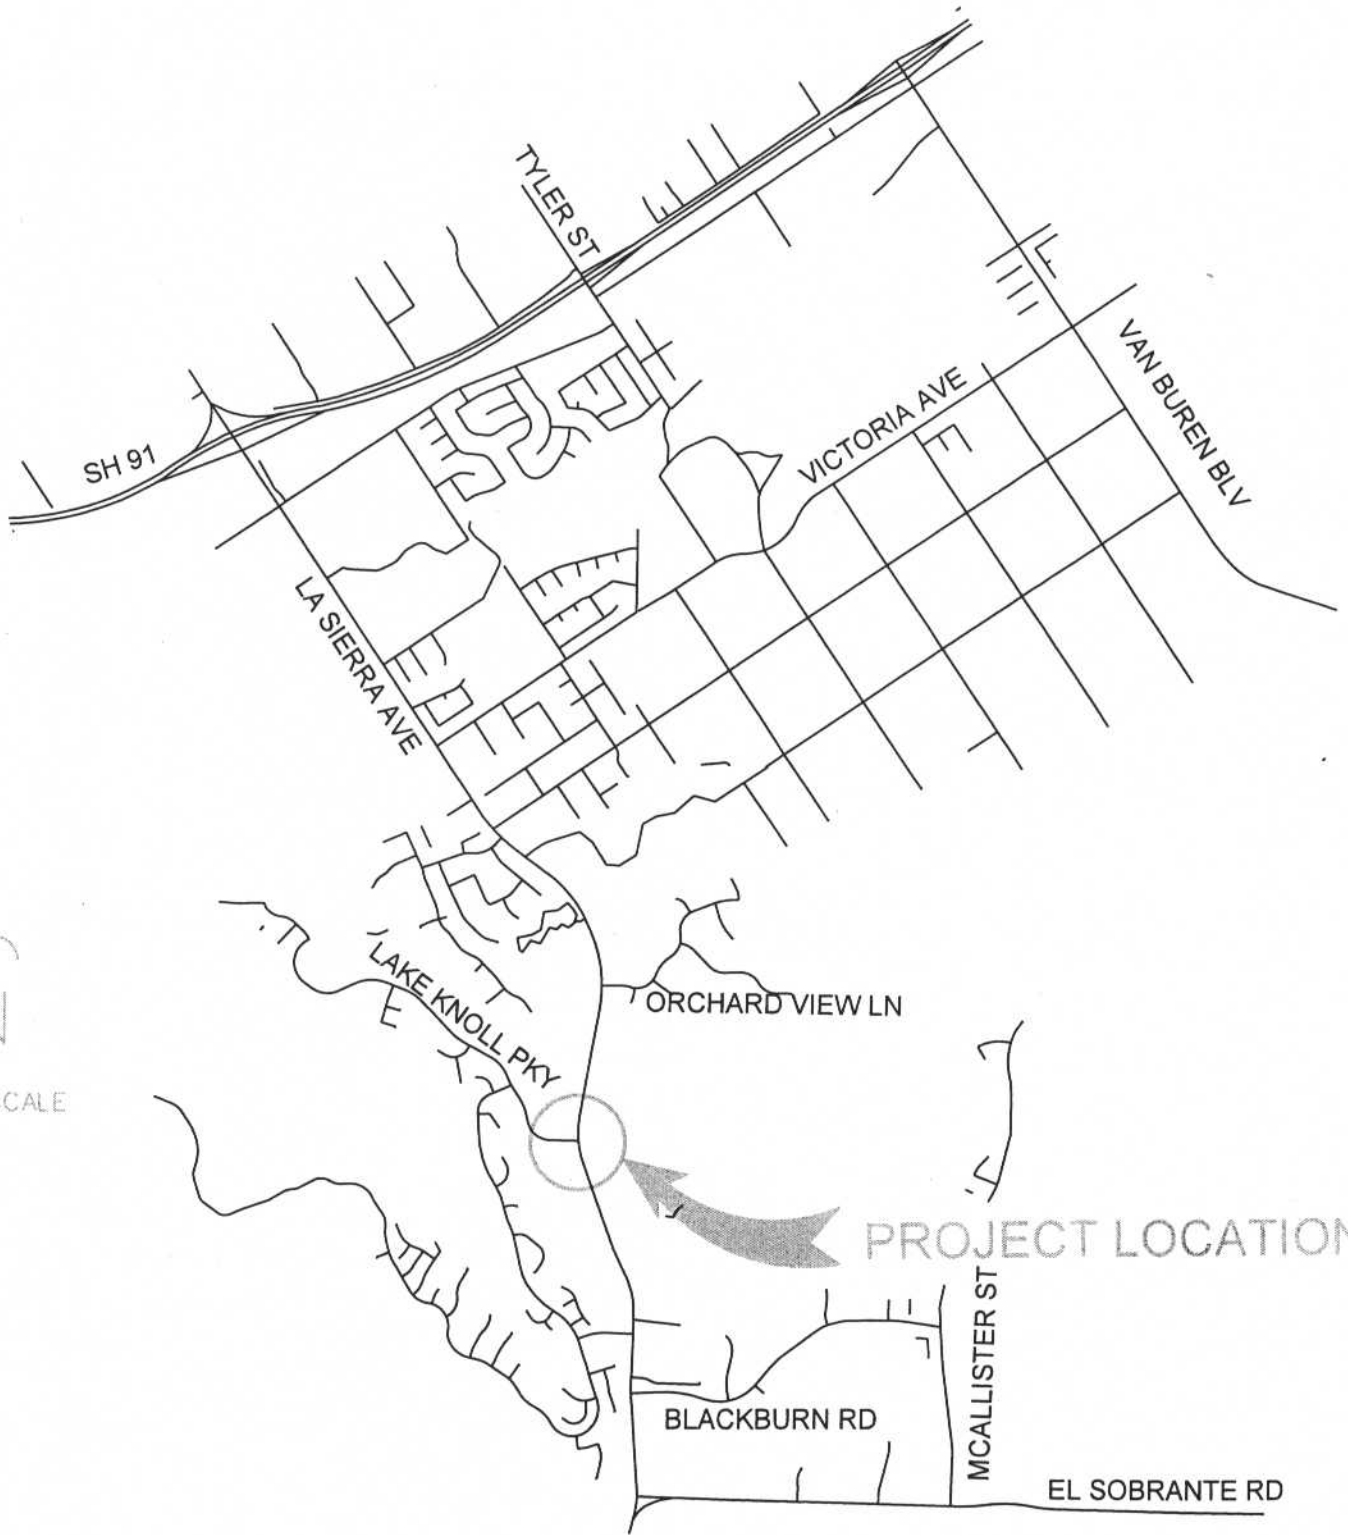 TYLER ST
SH 91
VICTORIA AVE
VAN BUREN BLV
LA SIERRA AVE
LAKE KNOLL PKY
ORCHARD VIEW LN
CALE
PROJECT LOCATION
MCALLISTER ST
BLACKBURN RD
EL SOBRANTE RD